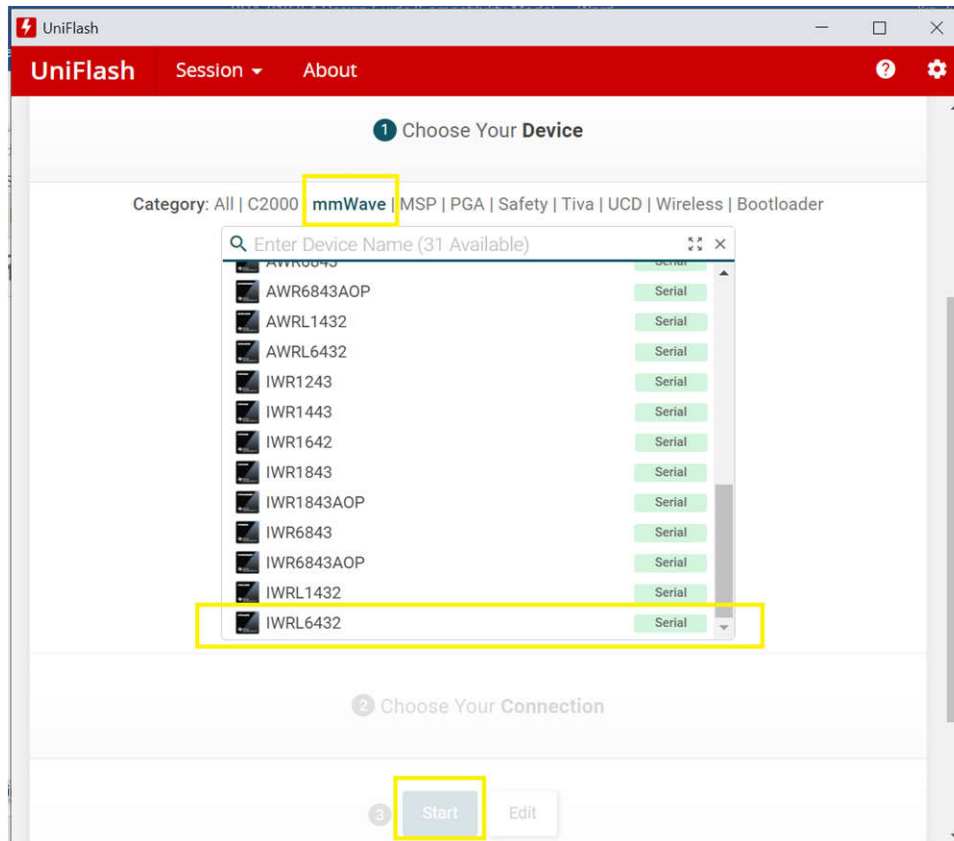 UniFlash
UniFlash Session About ?
1 Choose Your Device
Category: All | C2000 | mmWave | MSP | PGA | Safety | Tiva | UCD | Wireless | Bootloader
Enter Device Name (31 Available)
AWR6843 Serial
AWR6843AOP Serial
AWRL1432 Serial
AWRL6432 Serial
IWR1243 Serial
IWR1443 Serial
IWR1642 Serial
IWR1843 Serial
IWR1843AOP Serial
IWR6843 Serial
IWR6843AOP Serial
IWRL1432 Serial
IWRL6432 Serial
2 Choose Your Connection
3 Start Edit